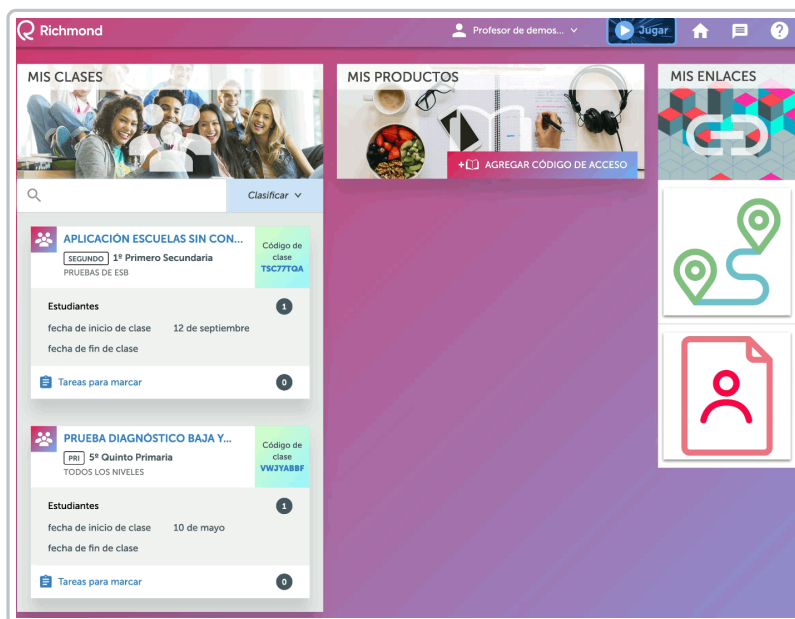 Richmond
Profesor de demos...
Jugar
MIS CLASES
MIS PRODUCTOS
MIS ENLACES
AGREGAR CÓDIGO DE ACCESO
Clasificar
APLICACIÓN ESCUELAS SIN CON...
SEGUNDO 1º Primero Secundaria
PRUEBAS DE ESB
Código de
clase
TSC77TQA
Estudiantes 1
fecha de inicio de clase 12 de septiembre
fecha de fin de clase
Tareas para marcar 0
PRUEBA DIAGNÓSTICO BAJA Y...
PRI 5º Quinto Primaria
TODOS LOS NIVELES
Código de
clase
VWJYABBF
Estudiantes 1
fecha de inicio de clase 10 de mayo
fecha de fin de clase
Tareas para marcar 0